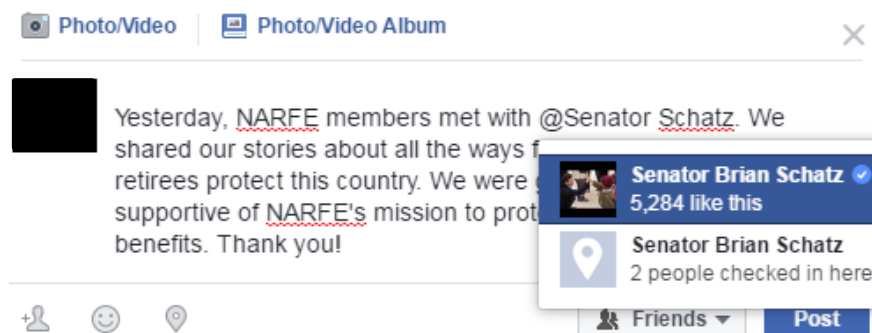 Photo/Video Photo/Video Album
Yesterday, NARFE members met with @Senator Schatz. We
shared our stories about all the ways f
retirees protect this country. We were
supportive of NARFE's mission to prot
benefits. Thank you!
Senator Brian Schatz
5,284 like this
Senator Brian Schatz
2 people checked in here
Friends Post